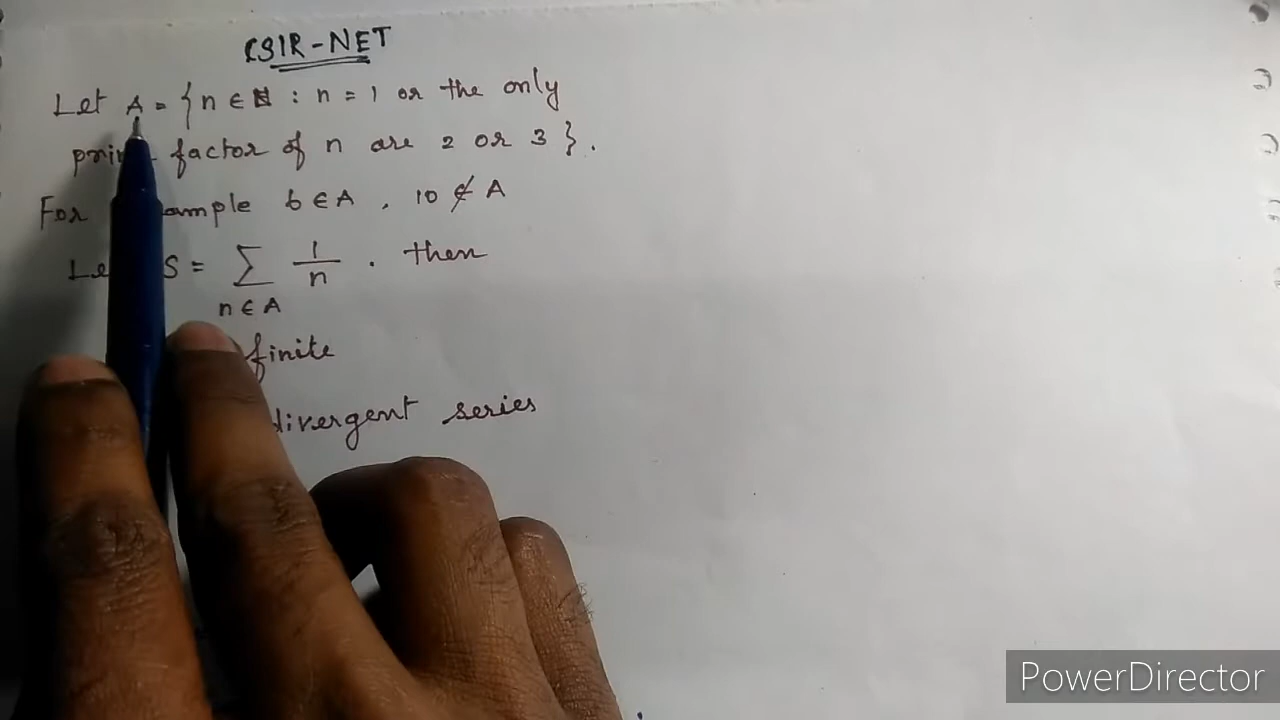 CSIR-NET
Let A = { n ∈ ℕ : n = 1 or the only
factor of n are 2 or 3 } .
For 6 ∈ A , 10 ∉ A
S = ∑ 1/n . then
n ∈ A
finite
divergent series
PowerDirector